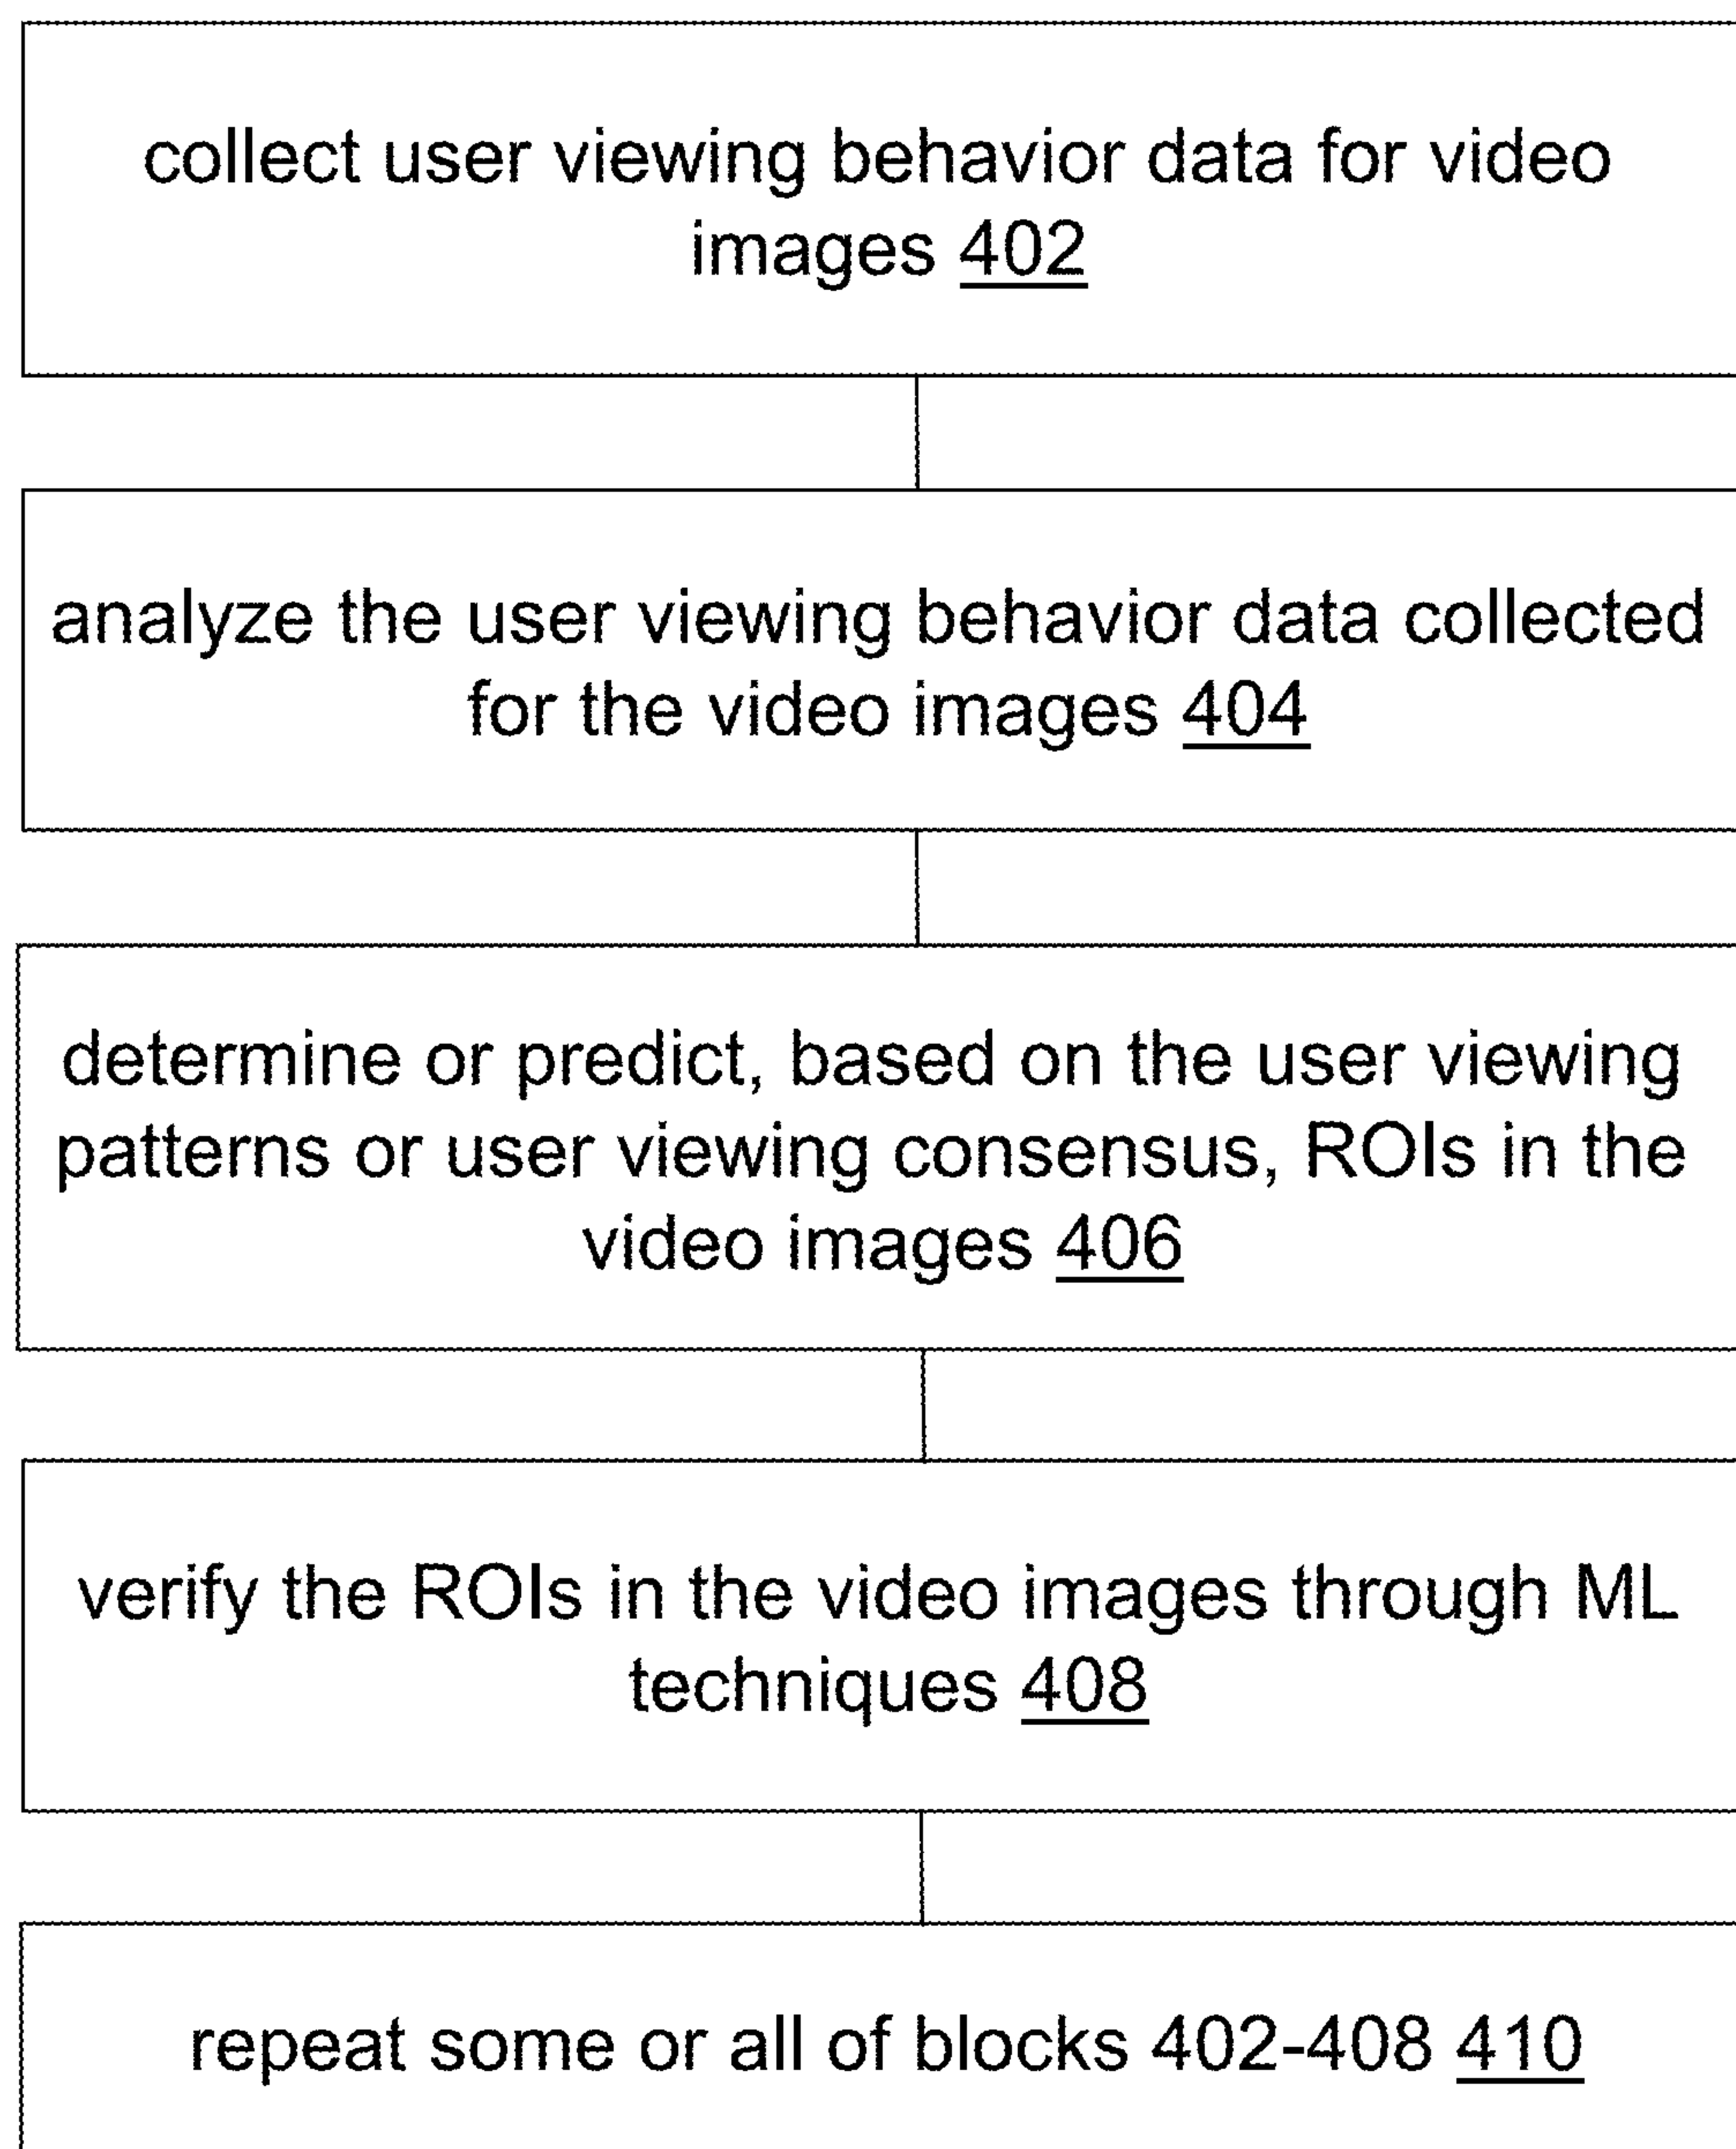 collect user viewing behavior data for video
images 402
analyze the user viewing behavior data collected
for the video images 404
determine or predict, based on the user viewing
patterns or user viewing consensus, ROIs in the
video images 406
verify the ROIs in the video images through ML
techniques 408
repeat some or all of blocks 402-408 410